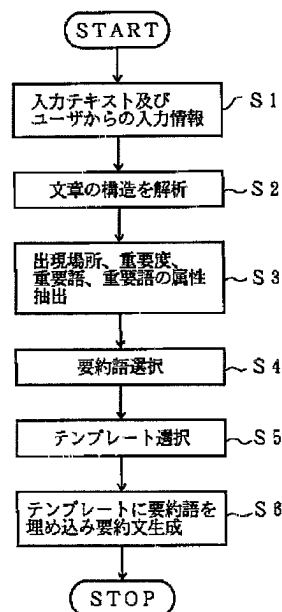 START
入力テキスト及び
ユーザからの入力情報
S1
文章の構造を解析
S2
出現場所、重要度、
重要語、重要語の属性
抽出
S3
要約語選択
S4
テンプレート選択
S5
テンプレートに要約語を
埋め込み要約文生成
S6
STOP